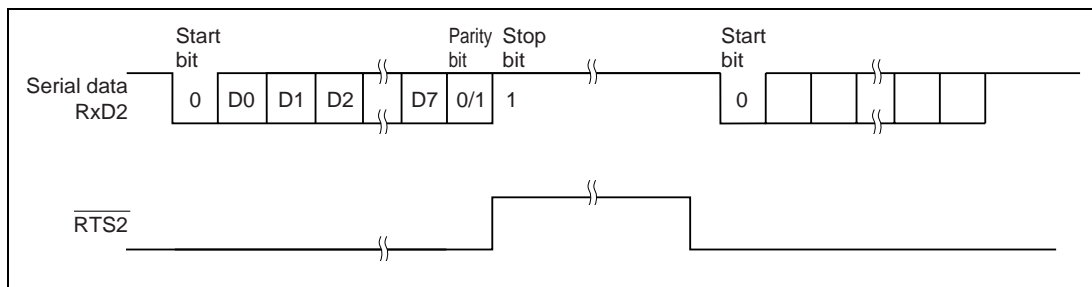 Start bit
Parity bit
Stop bit
Start bit
Serial data RxD2
0 D0 D1 D2 D7 0/1 1 0
RTS2